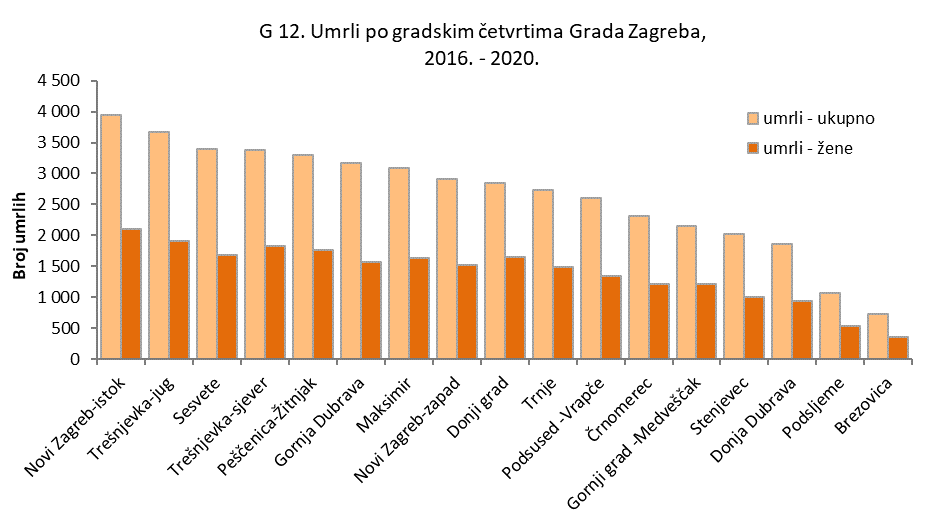 G 12. Umrli po gradskim četvrtima Grada Zagreba,
2016. - 2020.
4 500
4 000
3 500
3 000
2 500
2 000
1 500
1 000
500
0
Broj umrlih
umrli - ukupno
umrli - žene
Novi Zagreb-istok
Trešnjevka-jug
Sesvete
Trešnjevka-sjever
Peščenica-Žitnjak
Gornja Dubrava
Maksimir
Novi Zagreb-zapad
Donji grad
Trnje
Podsused -Vrapče
Črnomerec
Gornji grad -Medveščak
Stenjevec
Donja Dubrava
Podsljeme
Brezovica